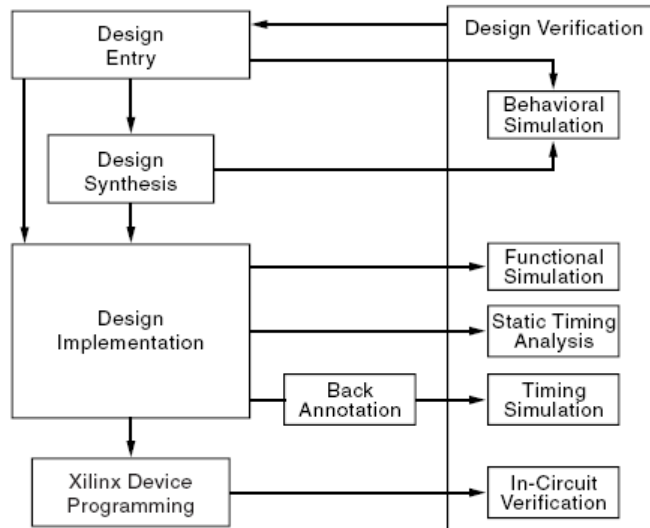 Design
Entry
Design Verification
Behavioral
Simulation
Design
Synthesis
Functional
Simulation
Design
Implementation
Static Timing
Analysis
Back
Annotation
Timing
Simulation
Xilinx Device
Programming
In-Circuit
Verification